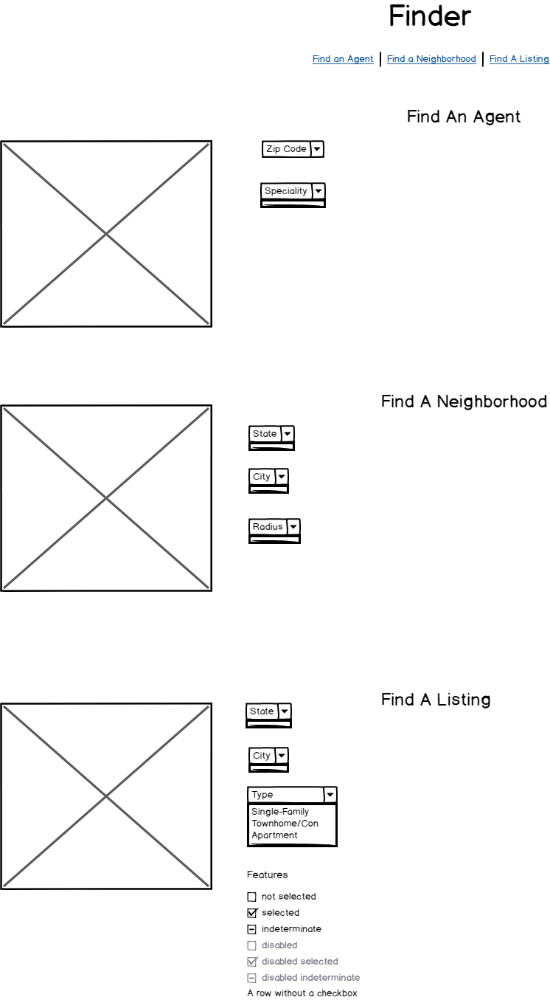 Finder
Find an Agent | Find a Neighborhood | Find A Listing
Find An Agent
Zip Code
Speciality
Find A Neighborhood
State
City
Radius
Find A Listing
State
City
Type
Single-Family
Townhome/Con
Apartment
Features
not selected
selected
indeterminate
disabled
disabled selected
disabled indeterminate
A row without a checkbox